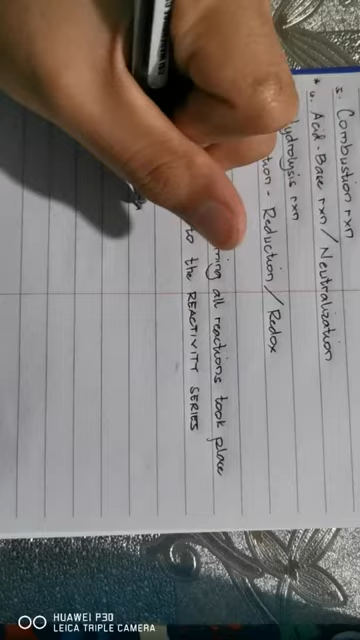 5. Combustion rxn
* 6. Acid - Base rxn / Neutralization
ydrolysis rxn
tion - Reduction / Redox
ming all reactions took place
to the REACTIVITY SERIES
HUAWEI P30
LEICA TRIPLE CAMERA